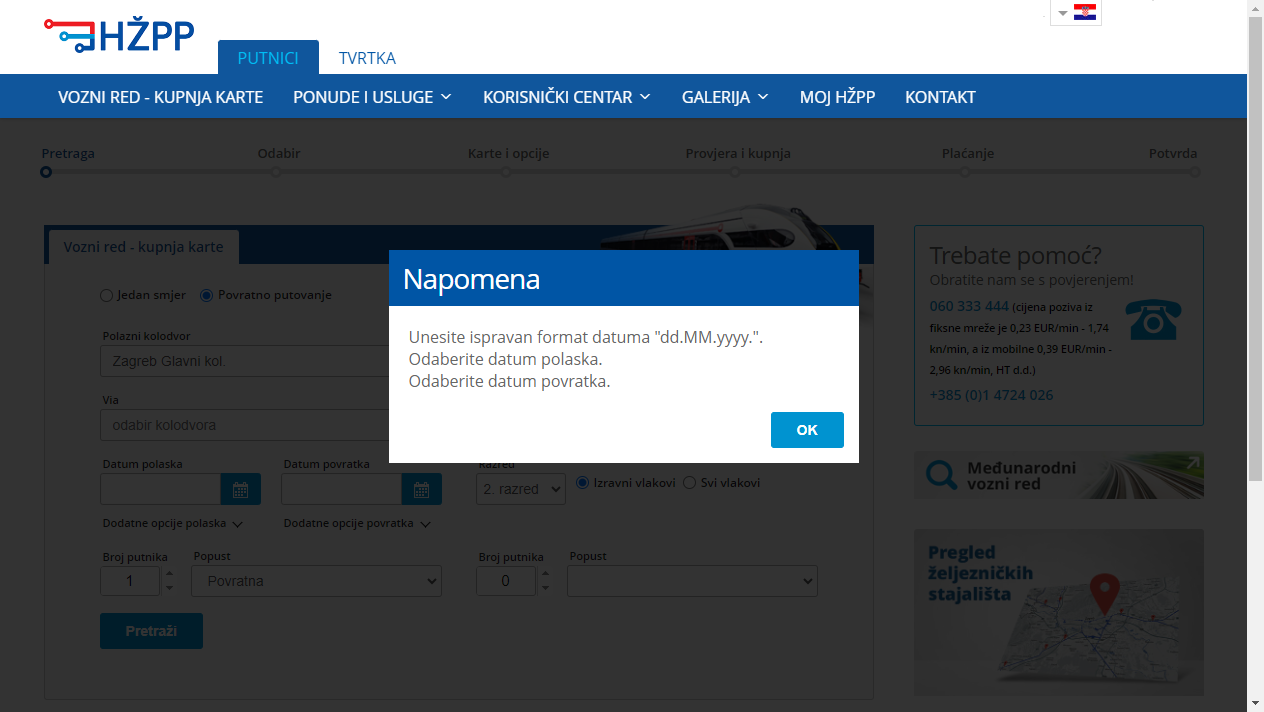 HŽPP
PUTNICI
TVRTKA
VOZNI RED - KUPNJA KARTE
PONUDE I USLUGE
KORISNIČKI CENTAR
GALERIJA
MOJ HŽPP
KONTAKT
Pretraga
Odabir
Karte i opcije
Provjera i kupnja
Plaćanje
Potvrda
Vozni red - kupnja karte
Jedan smjer
Povratno putovanje
Polazni kolodvor
Zagreb Glavni kol.
Via
odabir kolodvora
Datum polaska
Datum povratka
Razred
2. razred
Izravni vlakovi
Svi vlakovi
Dodatne opcije polaska
Dodatne opcije povratka
Broj putnika
Popust
Broj putnika
Popust
1
Povratna
0
Pretraži
Napomena
Unesite ispravan format datuma "dd.MM.yyyy.".
Odaberite datum polaska.
Odaberite datum povratka.
OK
Trebate pomoć?
Obratite nam se s povjerenjem!
060 333 444 (cijena poziva iz
fiksne mreže je 0,23 EUR/min - 1,74
kn/min, a iz mobilne 0,39 EUR/min -
2,96 kn/min, HT d.d.)
+385 (0)1 4724 026
Međunarodni
vozni red
Pregled
željezničkih
stajališta